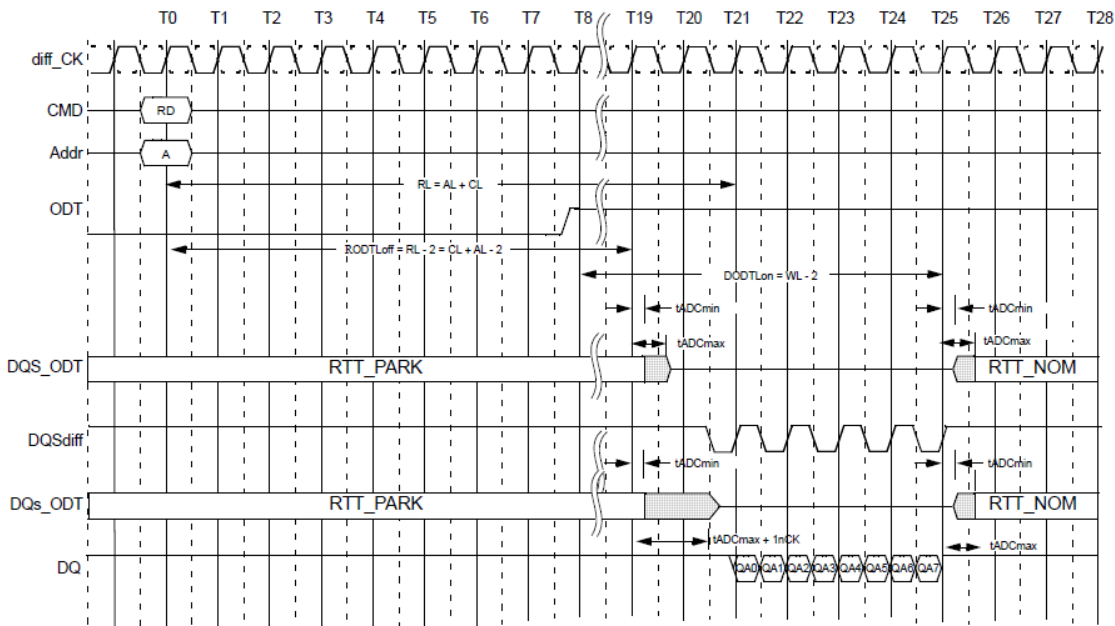 T0 T1 T2 T3 T4 T5 T6 T7 T8 T19 T20 T21 T22 T23 T24 T25 T26 T27 T28
diff_CK
CMD RD
Addr A
RL = AL + CL
ODT
RODTLoff = RL - 2 = CL + AL - 2
DODTLon = WL - 2
tADCmin tADCmin
tADCmax tADCmax
DQS_ODT RTT_PARK RTT_NOM
DQSdiff
tADCmin tADCmin
DQs_ODT RTT_PARK RTT_NOM
tADCmax + 1nCK tADCmax
DQ QA0 QA1 QA2 QA3 QA4 QA5 QA6 QA7